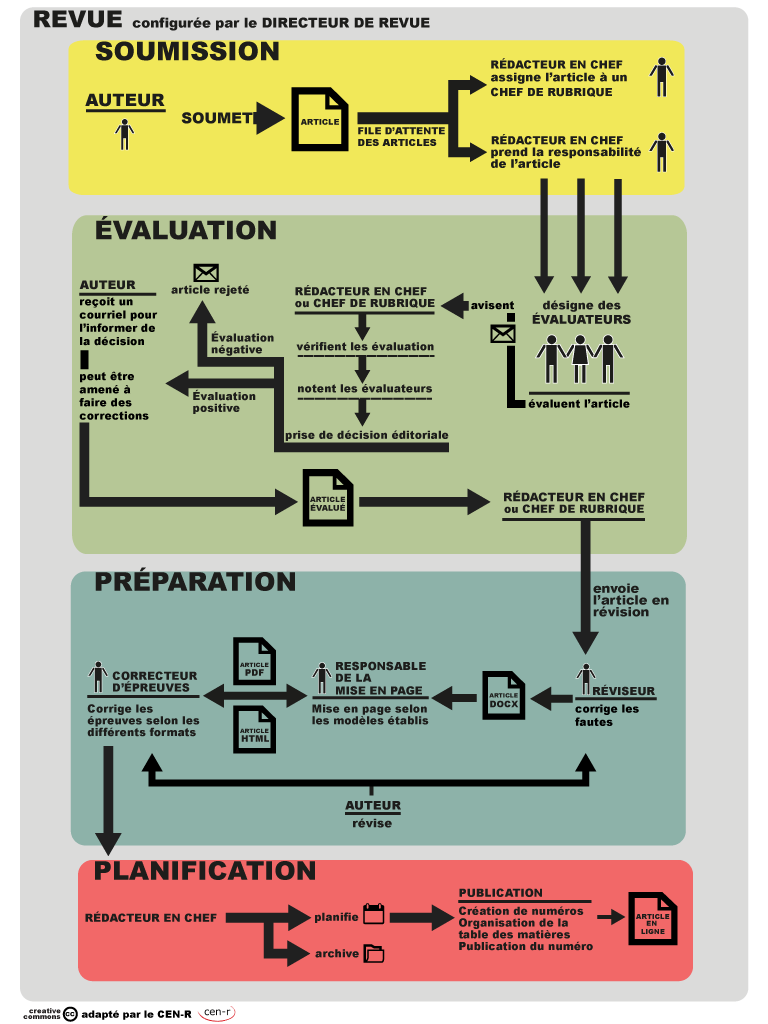 REVUE configurée par le DIRECTEUR DE REVUE
SOUMISSION
AUTEUR
SOUMET
ARTICLE
FILE D'ATTENTE
DES ARTICLES
RÉDACTEUR EN CHEF
assigne l'article à un
CHEF DE RUBRIQUE
RÉDACTEUR EN CHEF
prend la responsabilité
de l'article
ÉVALUATION
AUTEUR
reçoit un
courriel pour
l'informer de
la décision
peut être
amené à
faire des
corrections
article rejeté
Évaluation
négative
Évaluation
positive
RÉDACTEUR EN CHEF
ou CHEF DE RUBRIQUE
vérifient les évaluation
notent les évaluateurs
prise de décision éditoriale
avisent
désigne des
ÉVALUATEURS
évaluent l'article
ARTICLE
ÉVALUÉ
RÉDACTEUR EN CHEF
ou CHEF DE RUBRIQUE
PRÉPARATION
envoie
l'article en
révision
CORRECTEUR
D'ÉPREUVES
Corrige les
épreuves selon les
différents formats
ARTICLE
PDF
ARTICLE
HTML
RESPONSABLE
DE LA
MISE EN PAGE
Mise en page selon
les modèles établis
ARTICLE
DOCX
RÉVISEUR
corrige les
fautes
AUTEUR
révise
PLANIFICATION
RÉDACTEUR EN CHEF
planifie
archive
PUBLICATION
Création de numéros
Organisation de la
table des matières
Publication du numéro
ARTICLE
EN
LIGNE
creative
commons
cc
adapté par le CEN-R
cen-r